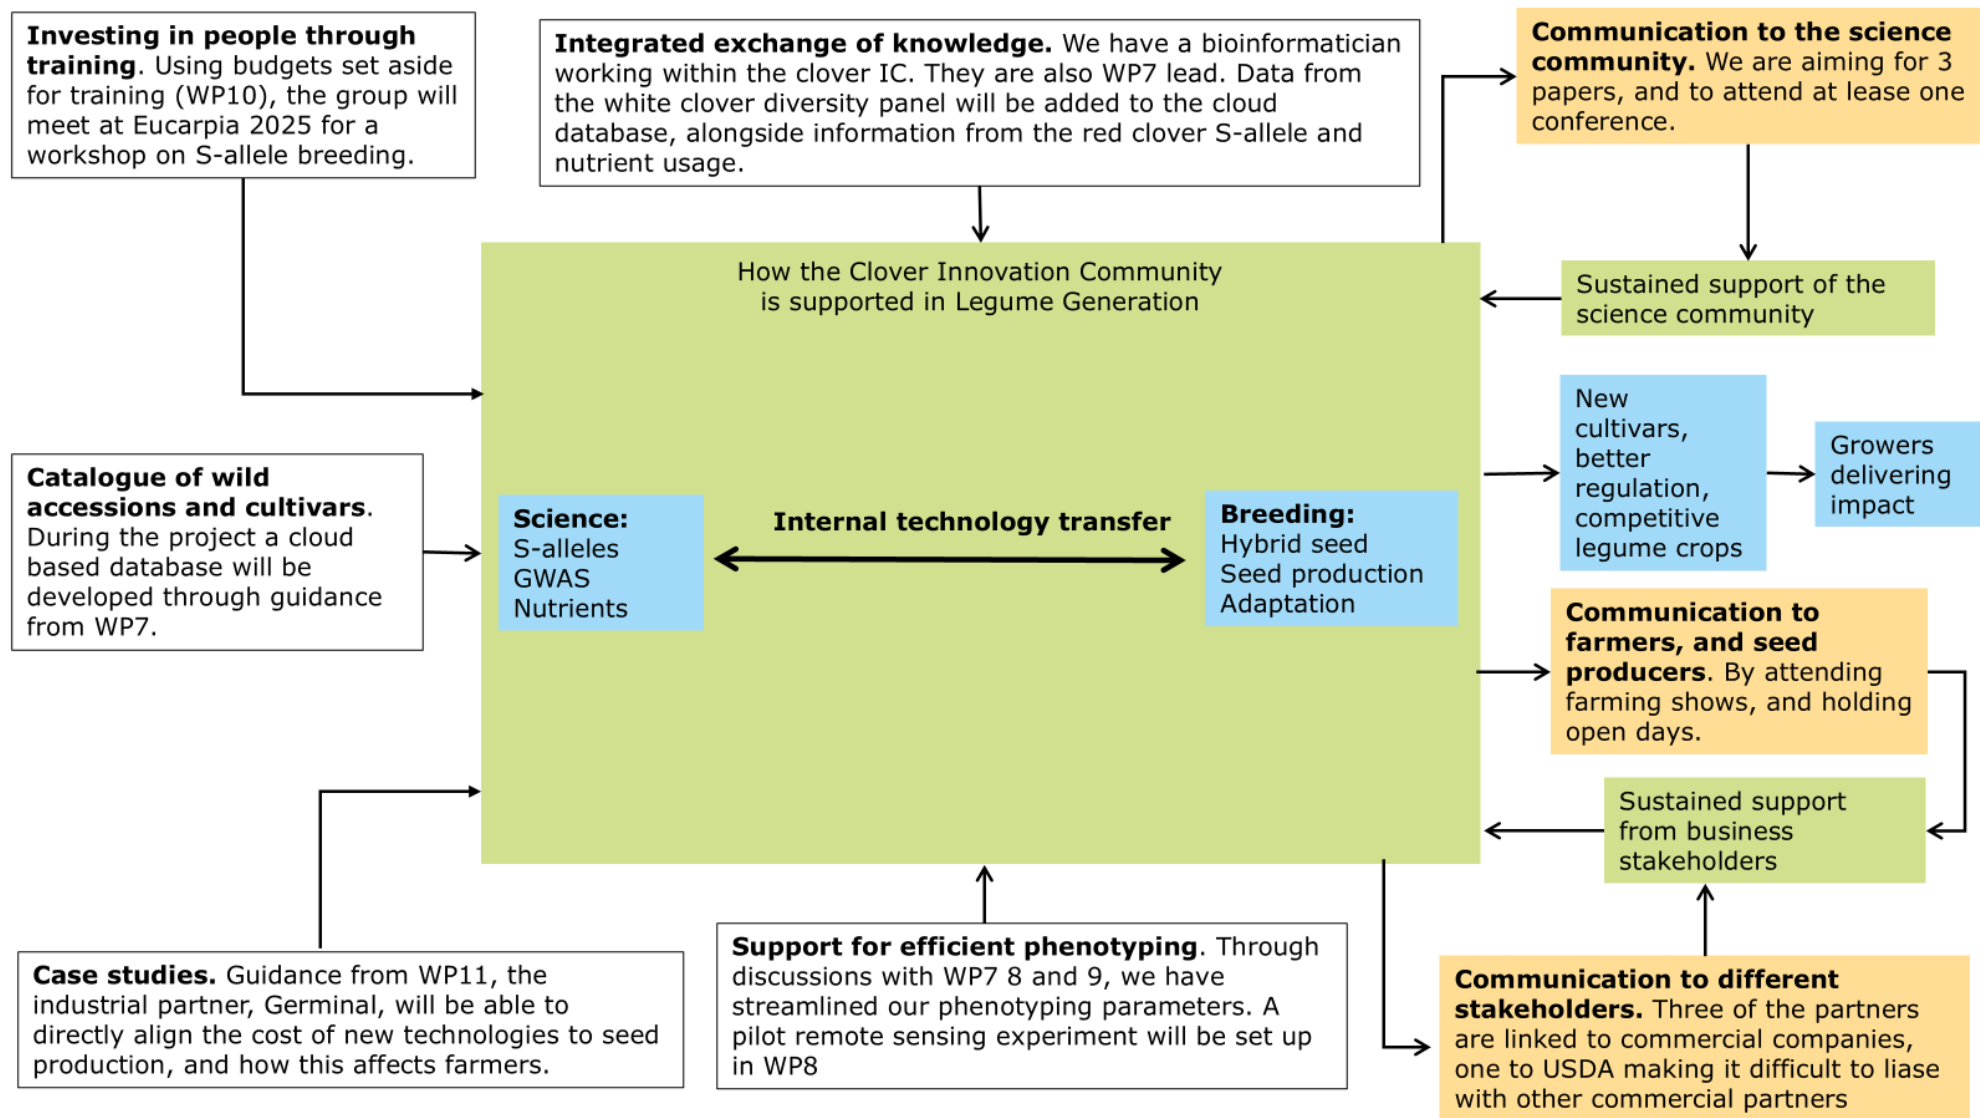 Investing in people through
training. Using budgets set aside
for training (WP10), the group will
meet at Eucarpia 2025 for a
workshop on S-allele breeding.
Integrated exchange of knowledge. We have a bioinformatician
working within the clover IC. They are also WP7 lead. Data from
the white clover diversity panel will be added to the cloud
database, alongside information from the red clover S-allele and
nutrient usage.
Communication to the science
community. We are aiming for 3
papers, and to attend at lease one
conference.
How the Clover Innovation Community
is supported in Legume Generation
Sustained support of the
science community
New
cultivars,
better
regulation,
competitive
legume crops
Growers
delivering
impact
Catalogue of wild
accessions and cultivars.
During the project a cloud
based database will be
developed through guidance
from WP7.
Science:
S-alleles
GWAS
Nutrients
Internal technology transfer
Breeding:
Hybrid seed
Seed production
Adaptation
Communication to
farmers, and seed
producers. By attending
farming shows, and holding
open days.
Sustained support
from business
stakeholders
Case studies. Guidance from WP11, the
industrial partner, Germinal, will be able to
directly align the cost of new technologies to seed
production, and how this affects farmers.
Support for efficient phenotyping. Through
discussions with WP7 8 and 9, we have
streamlined our phenotyping parameters. A
pilot remote sensing experiment will be set up
in WP8
Communication to different
stakeholders. Three of the partners
are linked to commercial companies,
one to USDA making it difficult to liase
with other commercial partners